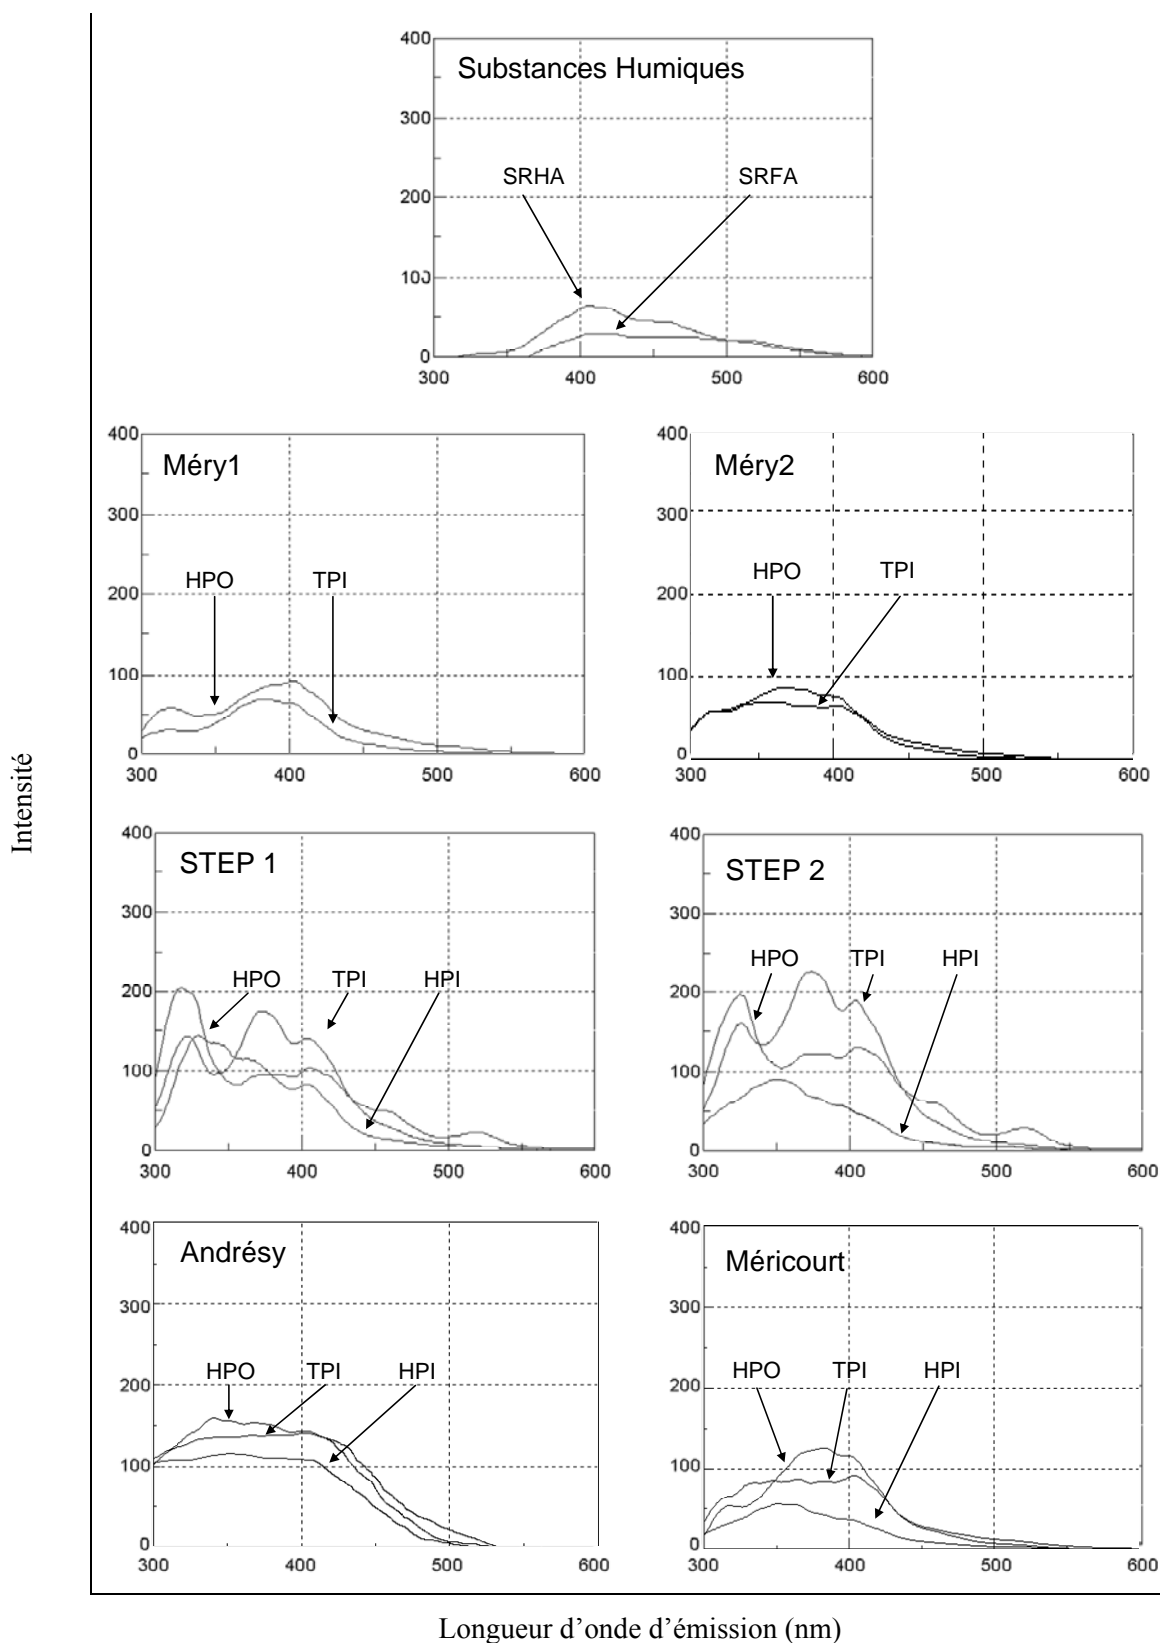 400
Substances Humiques
300
SRHA SRFA
200
100
0
300 400 500 600
400 400
Méry1 Méry2
300 300
HPO TPI HPO TPI
200 200
100 100
0 0
300 400 500 600 300 400 500 600
Intensité
400 400
STEP 1 STEP 2
300 300
HPO TPI HPI HPO TPI HPI
200 200
100 100
0 0
300 400 500 600 300 400 500 600
400 400
Andrésy Méricourt
300 300
HPO TPI HPI HPO TPI HPI
200 200
100 100
0 0
300 400 500 600 300 400 500 600
Longueur d’onde d’émission (nm)